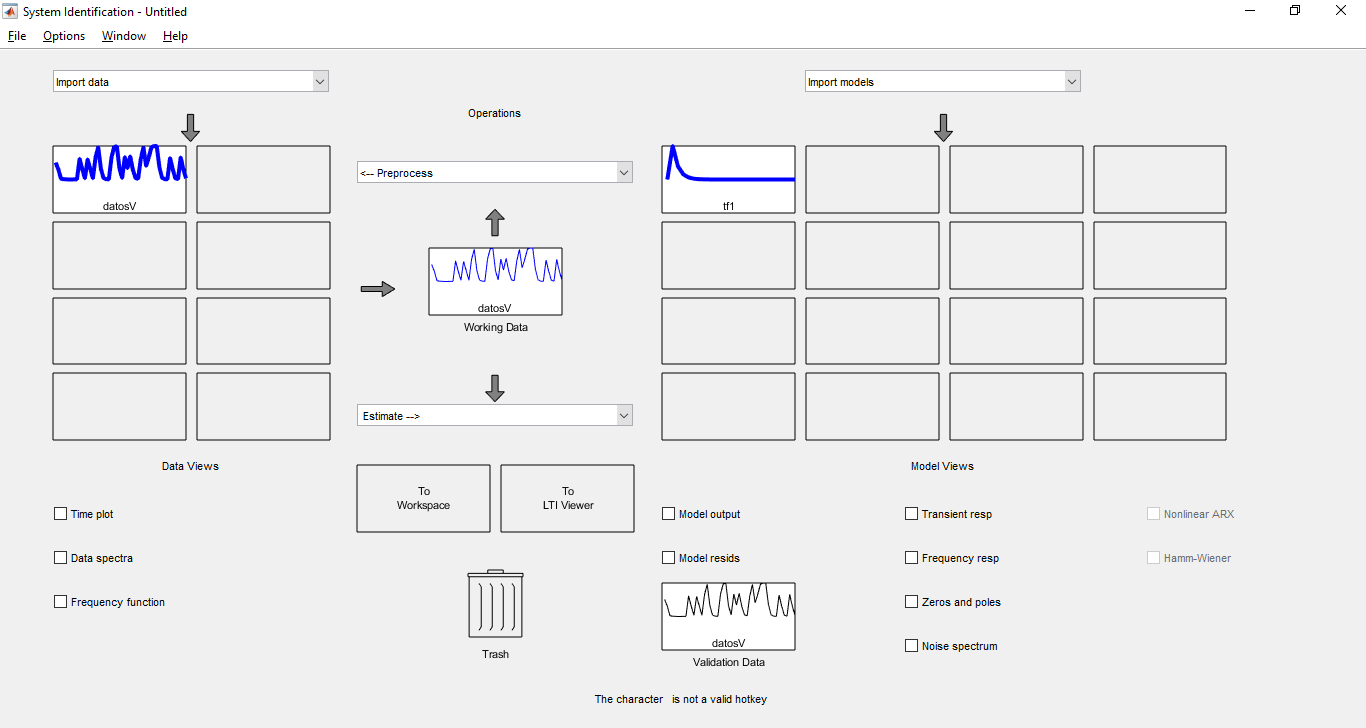 System Identification - Untitled
File Options Window Help
Import data
Import models
Operations
<-- Preprocess
datosV
tf1
datosV
Working Data
Estimate -->
Data Views
Model Views
To
Workspace
To
LTI Viewer
Time plot
Model output
Transient resp
Nonlinear ARX
Data spectra
Model resids
Frequency resp
Hamm-Wiener
Frequency function
Zeros and poles
datosV
Noise spectrum
Trash
Validation Data
The character   is not a valid hotkey